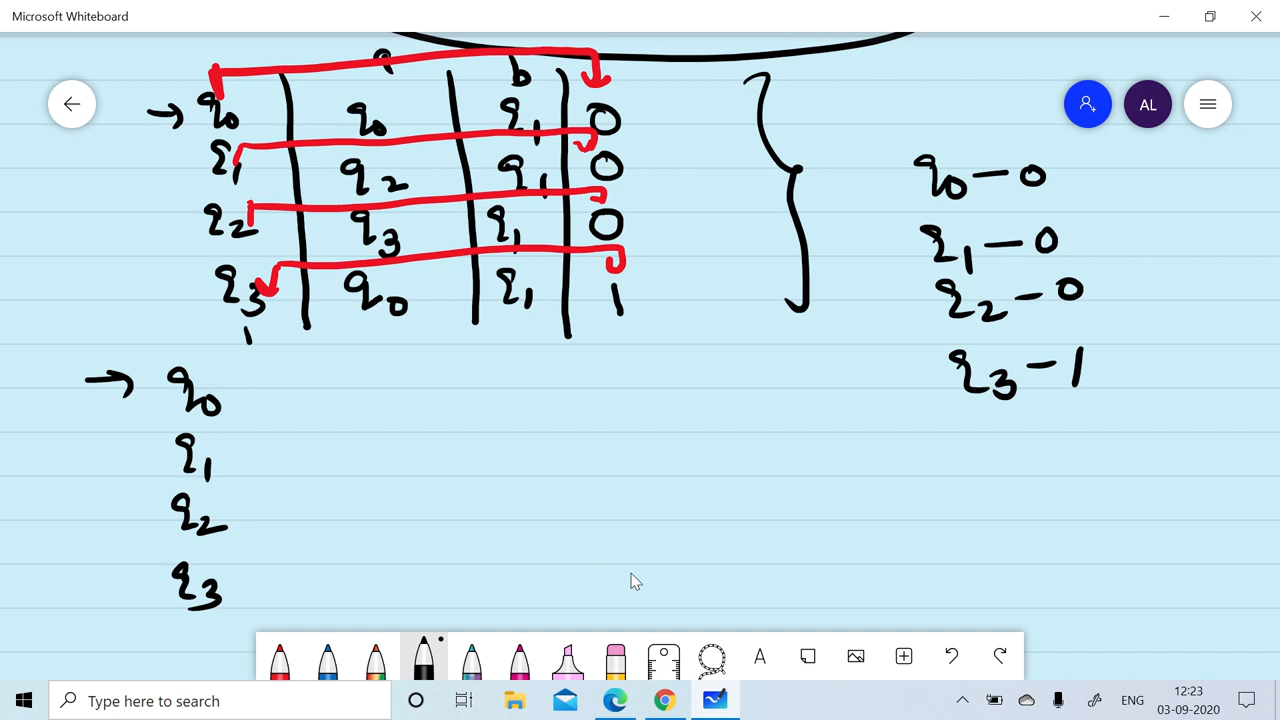 Microsoft Whiteboard
a b
→ q0 q0 q1 0
q1 q2 q1 0
q2 q3 q1 0
q3 q0 q1 1
q0 — 0
q1 — 0
q2 — 0
q3 — 1
→ q0
q1
q2
q3
AL
A
Type here to search
ENG
12:23
03-09-2020